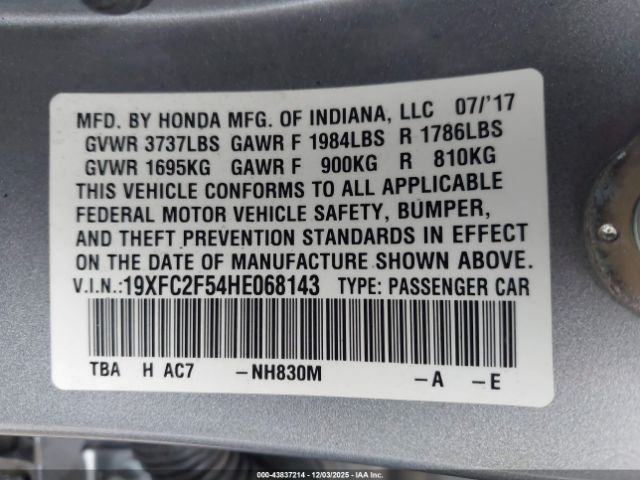 MFD. BY HONDA MFG. OF INDIANA, LLC 07/'17
GVWR 3737LBS GAWR F 1984LBS R 1786LBS
GVWR 1695KG GAWR F 900KG R 810KG
THIS VEHICLE CONFORMS TO ALL APPLICABLE
FEDERAL MOTOR VEHICLE SAFETY, BUMPER,
AND THEFT PREVENTION STANDARDS IN EFFECT
ON THE DATE OF MANUFACTURE SHOWN ABOVE.
V.I.N.:19XFC2F54HE068143 TYPE: PASSENGER CAR
TBA H AC7 -NH830M -A -E
000-43837214 - 12/03/2025 - IAA Inc.